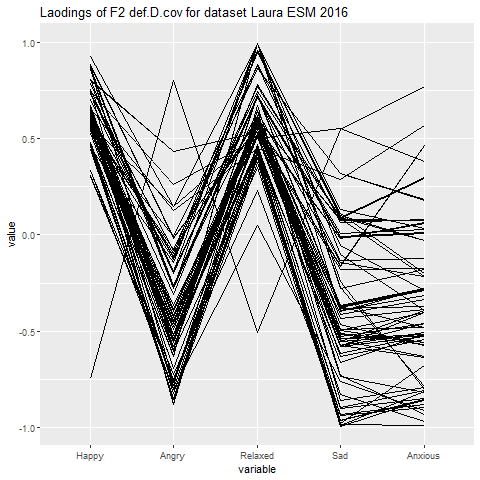 Laodings of F2 def.D.cov for dataset Laura ESM 2016
1.0
0.5
0.0
-0.5
-1.0
value
Happy Angry Relaxed Sad Anxious
variable